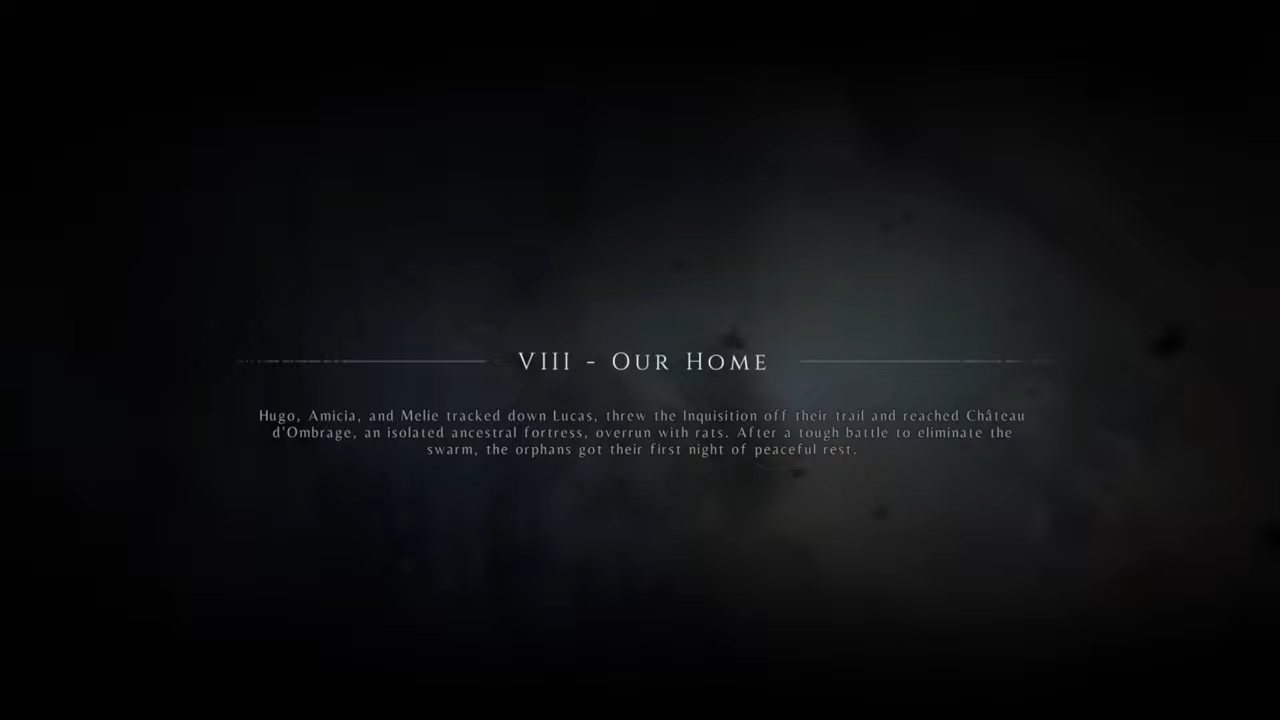 VIII - Our Home
Hugo, Amicia, and Melie tracked down Lucas, threw the Inquisition off their trail and reached Château
d'Ombrage, an isolated ancestral fortress, overrun with rats. After a tough battle to eliminate the
swarm, the orphans got their first night of peaceful rest.